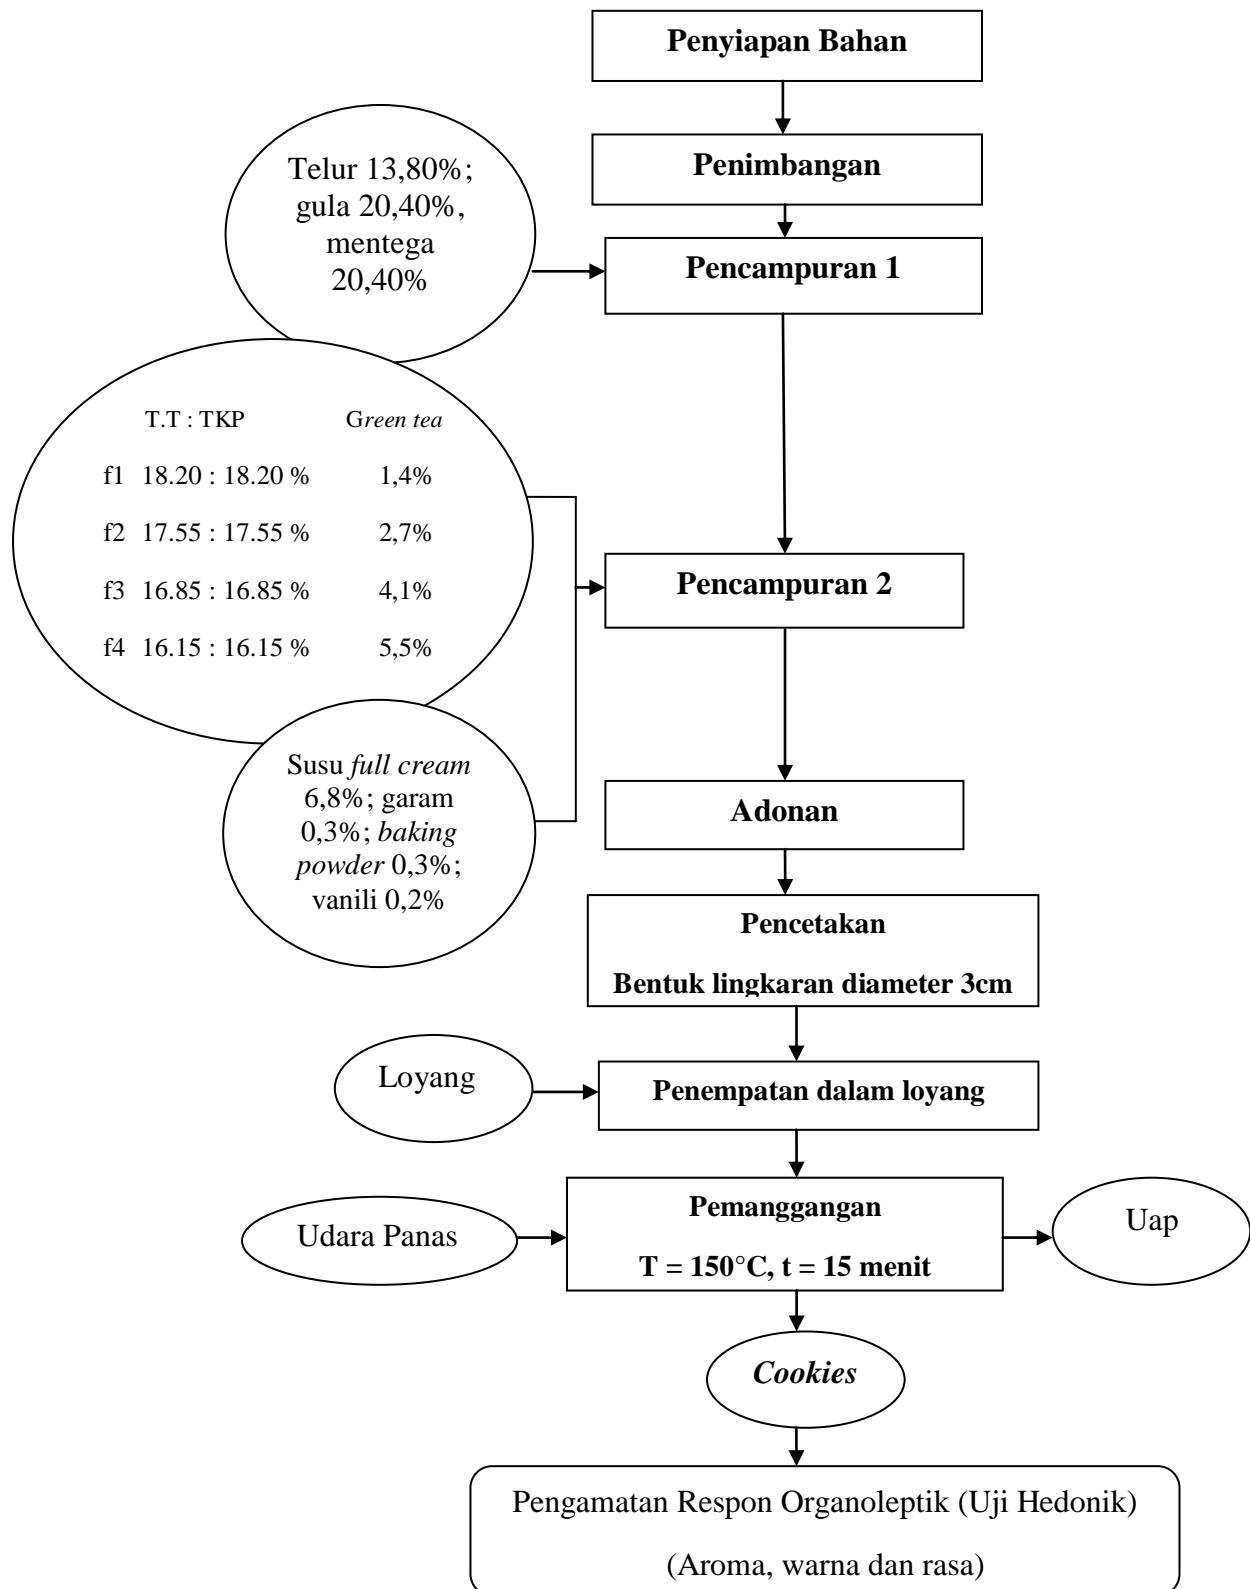 Penyiapan Bahan
Penimbangan
Telur 13,80%;
gula 20,40%,
mentega
20,40%
Pencampuran 1
T.T : TKP Green tea
f1 18.20 : 18.20 % 1,4%
f2 17.55 : 17.55 % 2,7%
f3 16.85 : 16.85 % 4,1%
f4 16.15 : 16.15 % 5,5%
Pencampuran 2
Susu full cream
6,8%; garam
0,3%; baking
powder 0,3%;
vanili 0,2%
Adonan
Pencetakan
Bentuk lingkaran diameter 3cm
Loyang
Penempatan dalam loyang
Udara Panas
Pemanggangan
T = 150°C, t = 15 menit
Uap
Cookies
Pengamatan Respon Organoleptik (Uji Hedonik)
(Aroma, warna dan rasa)